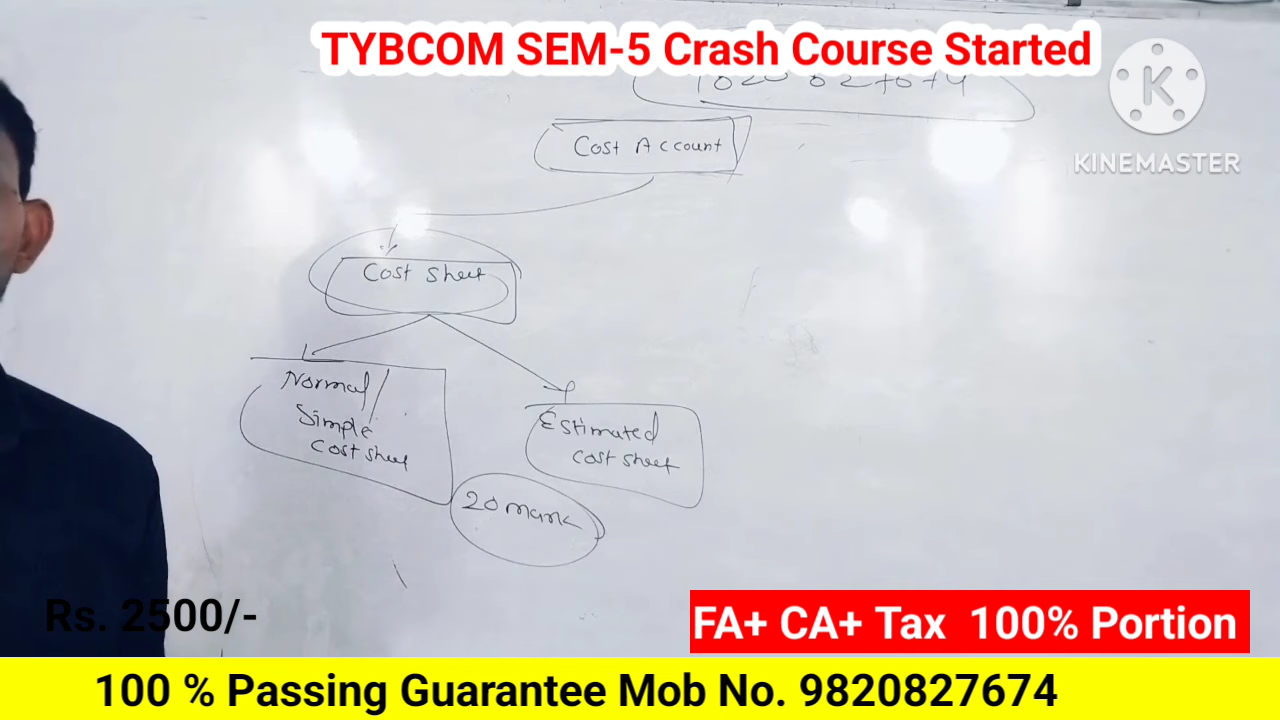 TYBCOM SEM-5 Crash Course Started
K
KINEMASTER
Cost Account
Cost Sheet
Normal/
Simple
Cost sheet
Estimated
cost sheet
20 mark
Rs. 2500/-
FA+ CA+ Tax 100% Portion
100 % Passing Guarantee Mob No. 9820827674